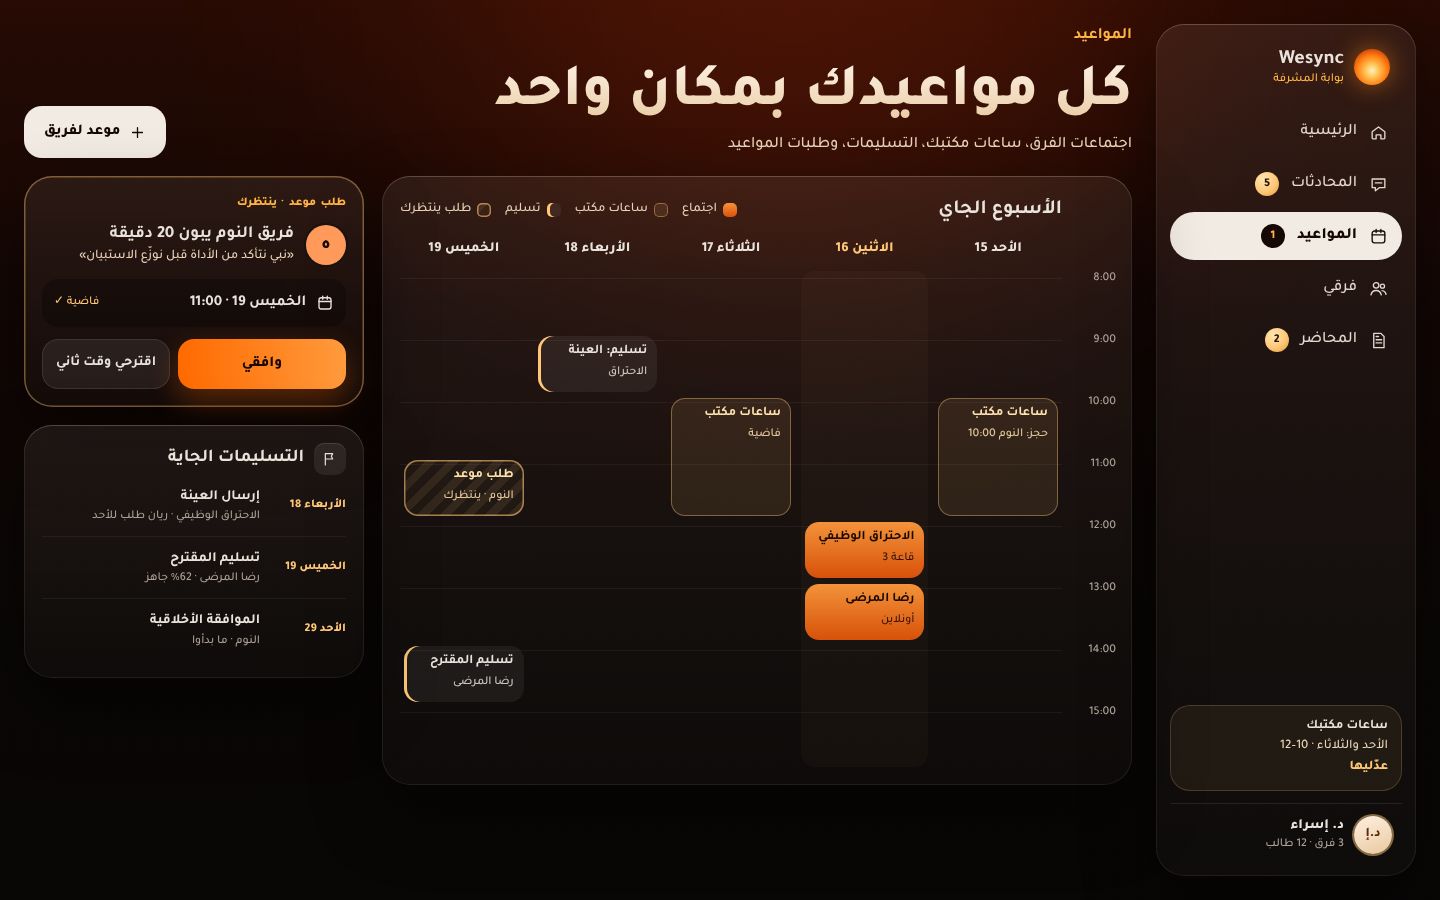 Wesync
بوابة المشرفة
الرئيسية
المحادثات 5
المواعيد 1
فرقي
المحاضر 2
ساعات مكتبك
الأحد والثلاثاء · 10–12
عدّليها
د.إ
د. إسراء
3 فرق · 12 طالب
المواعيد
كل مواعيدك بمكان واحد
اجتماعات الفرق، ساعات مكتبك، التسليمات، وطلبات المواعيد
+ موعد لفريق
الأسبوع الجاي
اجتماع
ساعات مكتب
تسليم
طلب ينتظرك
الأحد 15
الاثنين 16
الثلاثاء 17
الأربعاء 18
الخميس 19
8:00
9:00
10:00
11:00
12:00
13:00
14:00
15:00
ساعات مكتب
حجز: النوم 10:00
الاحتراق الوظيفي
قاعة 3
رضا المرضى
أونلاين
ساعات مكتب
فاضية
تسليم: العينة
الاحتراق
طلب موعد
النوم · ينتظرك
تسليم المقترح
رضا المرضى
طلب موعد · ينتظرك
ه
فريق النوم يبون 20 دقيقة
«نبي نتأكد من الأداة قبل نوزّع الاستبيان»
الخميس 19 · 11:00
فاضية ✓
وافقي
اقترحي وقت ثاني
التسليمات الجاية
الأربعاء 18
إرسال العينة
الاحتراق الوظيفي · ريان طلب للأحد
الخميس 19
تسليم المقترح
رضا المرضى · 62% جاهز
الأحد 29
الموافقة الأخلاقية
النوم · ما بدأوا